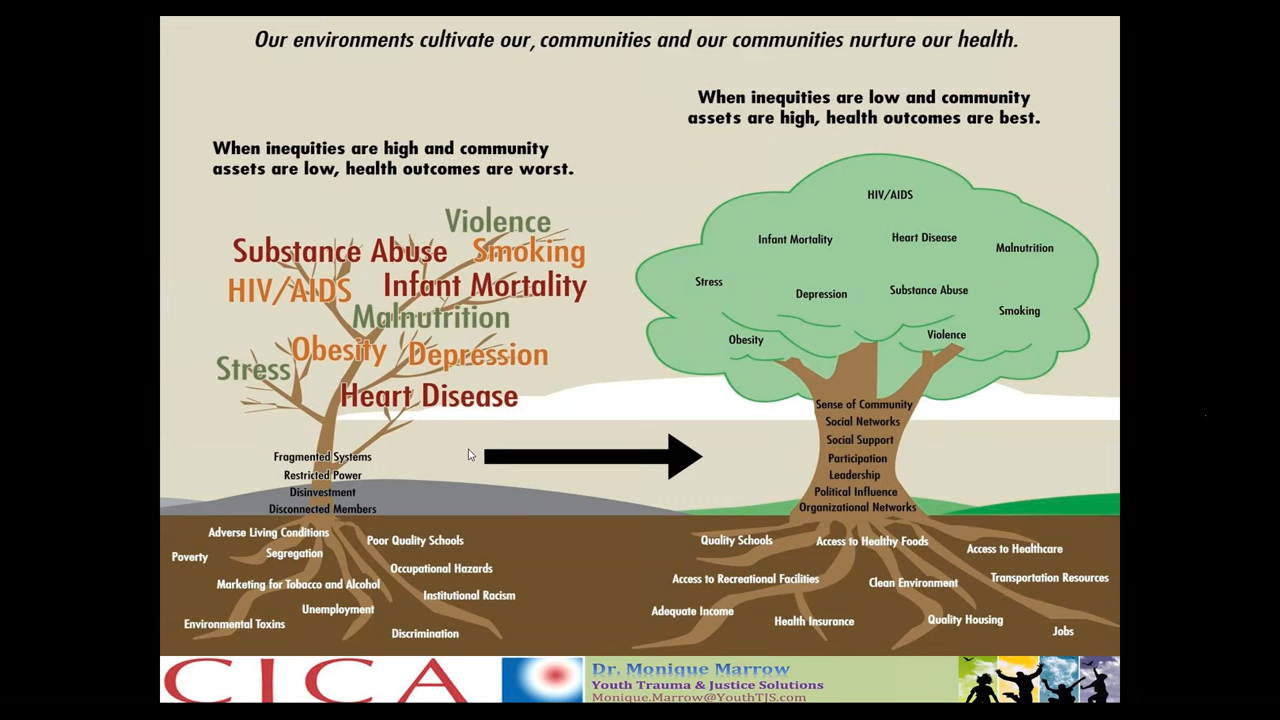 Our environments cultivate our, communities and our communities nurture our health.
When inequities are high and community
assets are low, health outcomes are worst.
Violence
Substance Abuse
Smoking
HIV/AIDS
Infant Mortality
Malnutrition
Obesity
Depression
Stress
Heart Disease
Fragmented Systems
Restricted Power
Disinvestment
Disconnected Members
Adverse Living Conditions
Poor Quality Schools
Poverty
Segregation
Occupational Hazards
Marketing for Tobacco and Alcohol
Institutional Racism
Unemployment
Environmental Toxins
Discrimination
When inequities are low and community
assets are high, health outcomes are best.
HIV/AIDS
Infant Mortality
Heart Disease
Malnutrition
Stress
Depression
Substance Abuse
Smoking
Obesity
Violence
Sense of Community
Social Networks
Social Support
Participation
Leadership
Political Influence
Organizational Networks
Quality Schools
Access to Healthy Foods
Access to Healthcare
Access to Recreational Facilities
Clean Environment
Transportation Resources
Adequate Income
Health Insurance
Quality Housing
Jobs
CICA
Dr. Monique Marrow
Youth Trauma & Justice Solutions
Monique.Marrow@YouthTJS.com